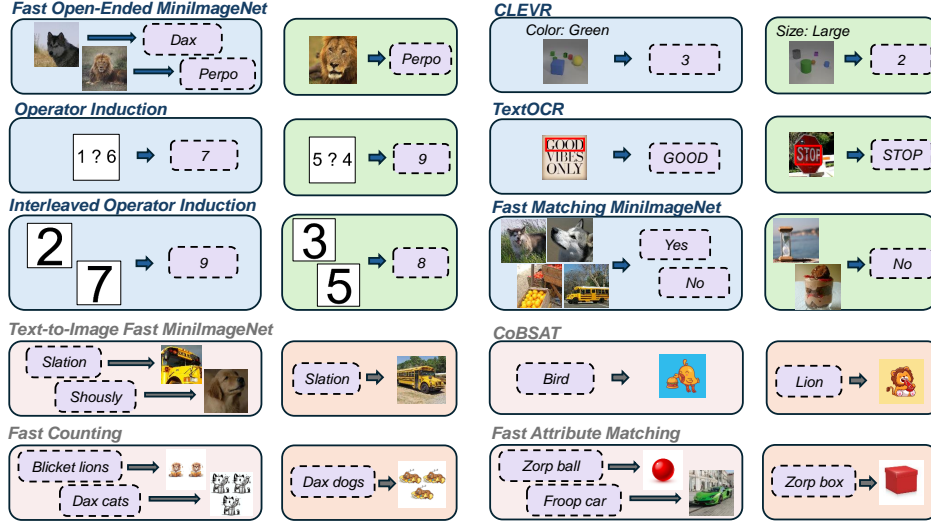 Fast Open-Ended MiniImageNet
Dax
Perpo
Perpo
CLEVR
Color: Green
3
Size: Large
2
Operator Induction
1 ? 6
7
5 ? 4
9
TextOCR
GOOD
VIBES
ONLY
GOOD
STOP
STOP
Interleaved Operator Induction
2
7
9
3
5
8
Fast Matching MiniImageNet
Yes
No
No
Text-to-Image Fast MiniImageNet
Slation
Shously
Slation
CoBSAT
Bird
Lion
Fast Counting
Blicket lions
Dax cats
Dax dogs
Fast Attribute Matching
Zorp ball
Froop car
Zorp box